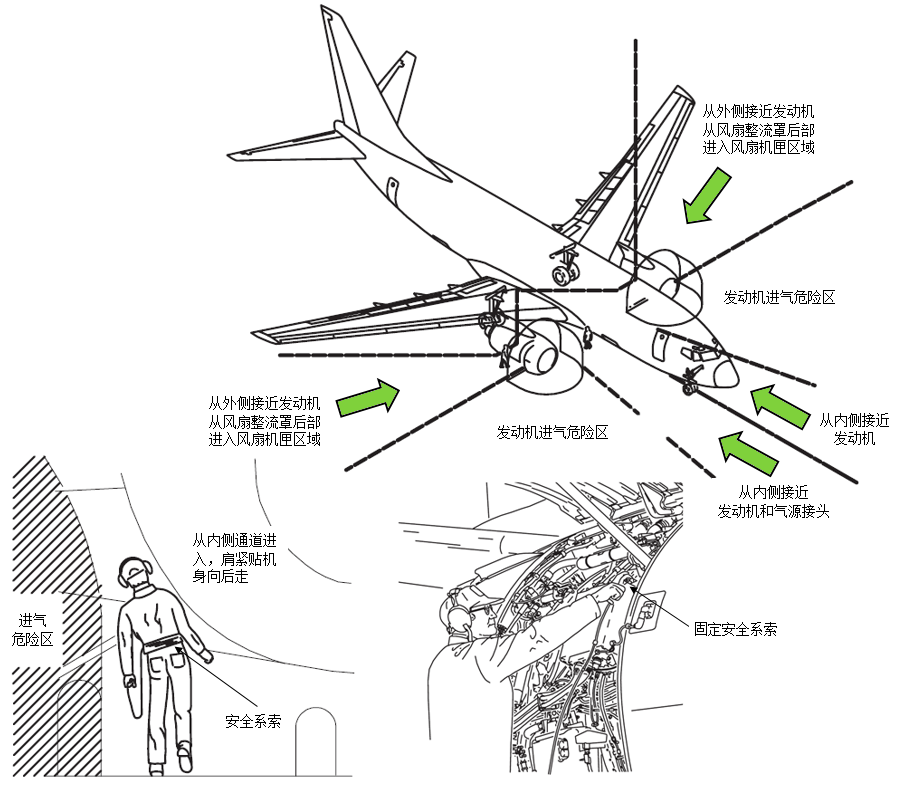 从外侧接近发动机
从风扇整流罩后部
进入风扇机匣区域
发动机进气危险区
从外侧接近发动机
从风扇整流罩后部
进入风扇机匣区域
发动机进气危险区
从内侧接近
发动机
从内侧接近
发动机和气源接头
从内侧通道进
入，肩紧贴机
身向后走
进气
危险区
安全系索
固定安全系索